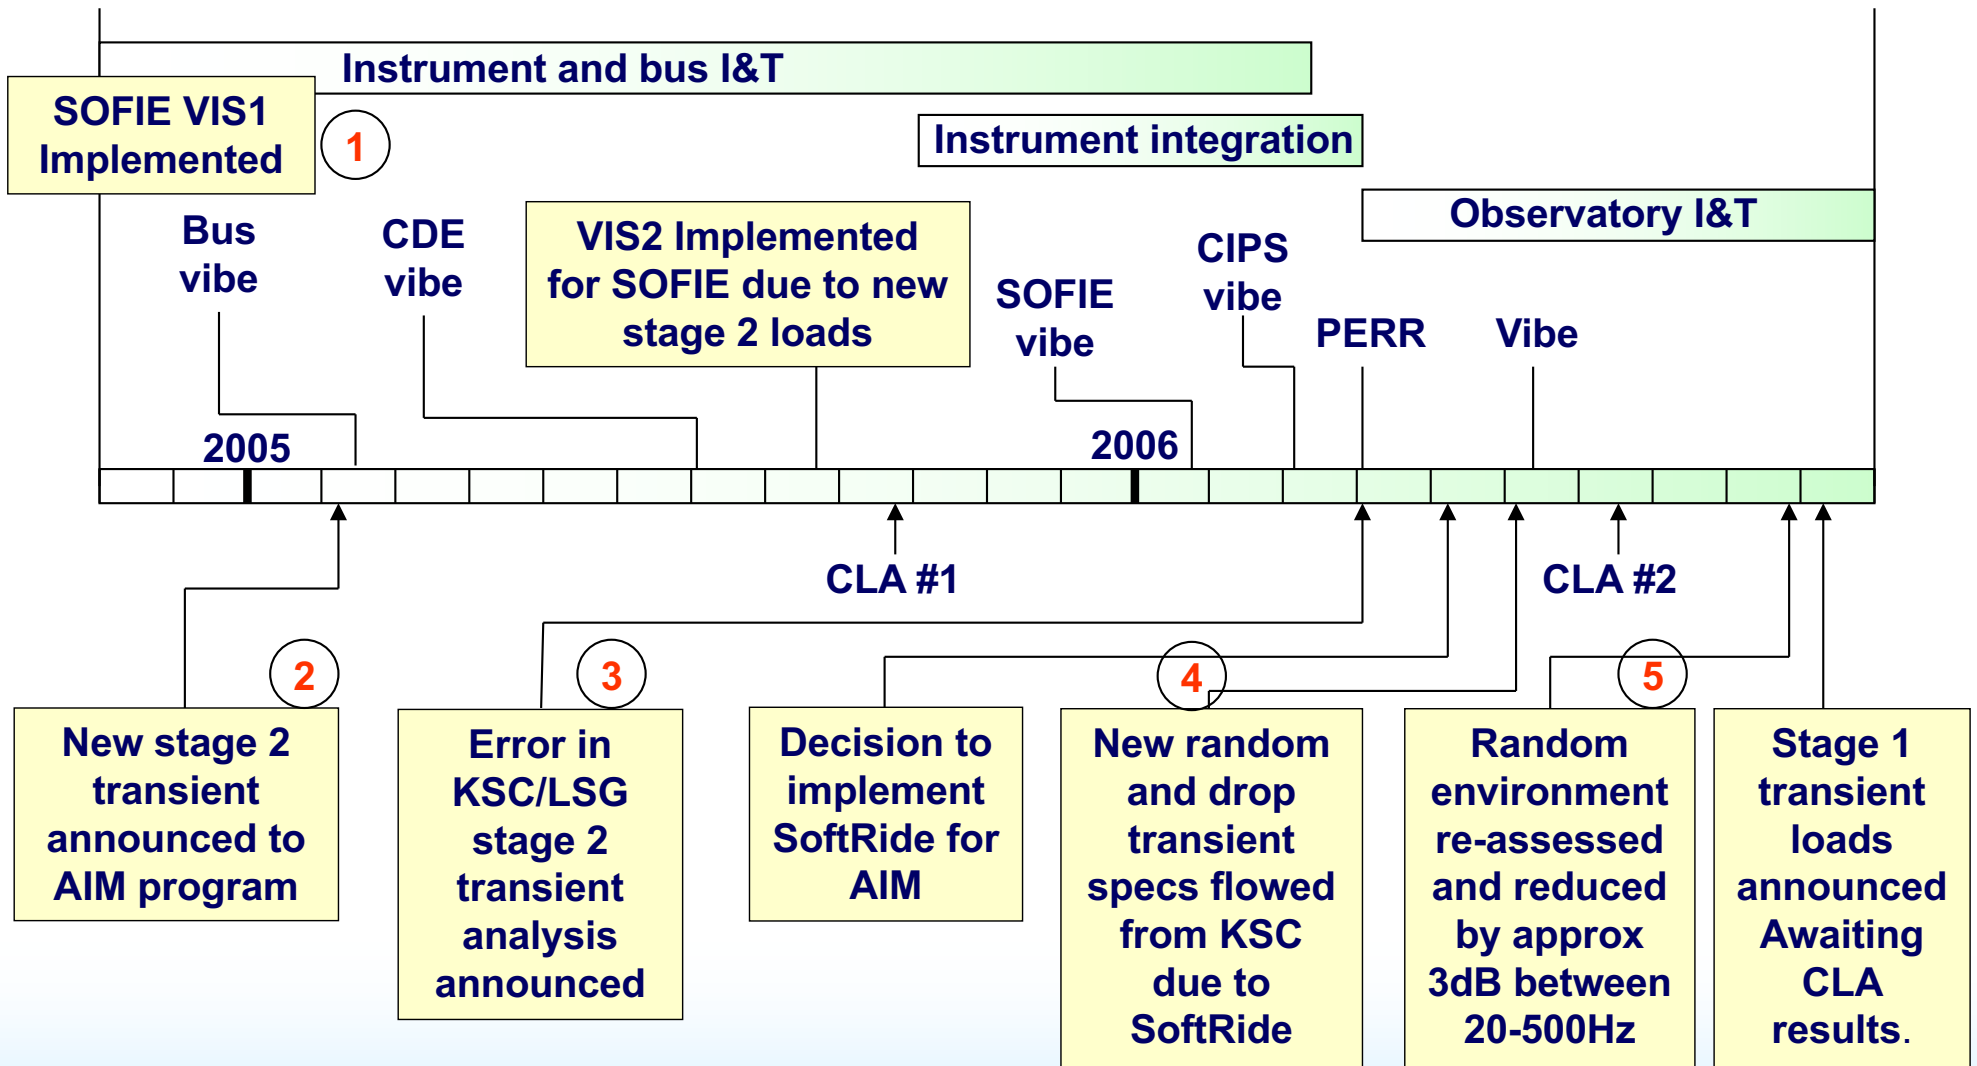 Instrument and bus I&T
SOFIE VIS1
Implemented
1
Instrument integration
Observatory I&T
Bus
vibe
CDE
vibe
VIS2 Implemented
for SOFIE due to new
stage 2 loads
SOFIE
vibe
CIPS
vibe
PERR
Vibe
2005
2006
CLA #1
CLA #2
2
3
4
5
New stage 2
transient
announced to
AIM program
Error in
KSC/LSG
stage 2
transient
analysis
announced
Decision to
implement
SoftRide for
AIM
New random
and drop
transient
specs flowed
from KSC
due to
SoftRide
Random
environment
re-assessed
and reduced
by approx
3dB between
20-500Hz
Stage 1
transient
loads
announced
Awaiting
CLA
results.